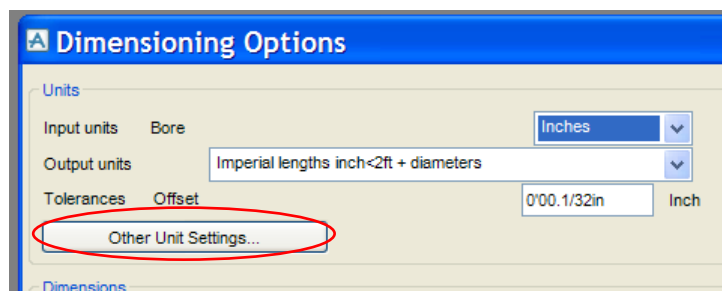 Dimensioning Options
Units
Input units Bore Inches
Output units Imperial lengths inch<2ft + diameters
Tolerances Offset 0'00.1/32in Inch
Other Unit Settings...
Dimensions